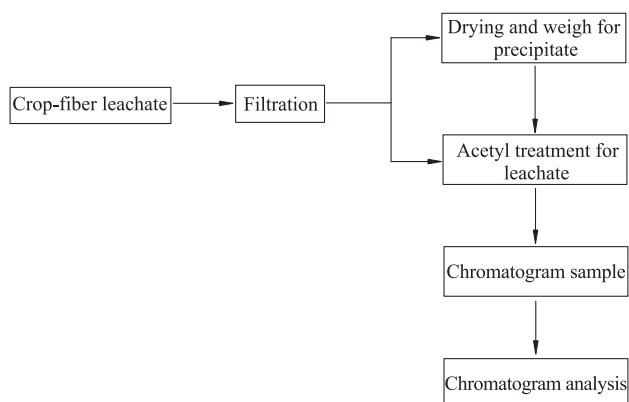 Drying and weigh for
precipitate
Crop-fiber leachate
Filtration
Acetyl treatment for
leachate
Chromatogram sample
Chromatogram analysis